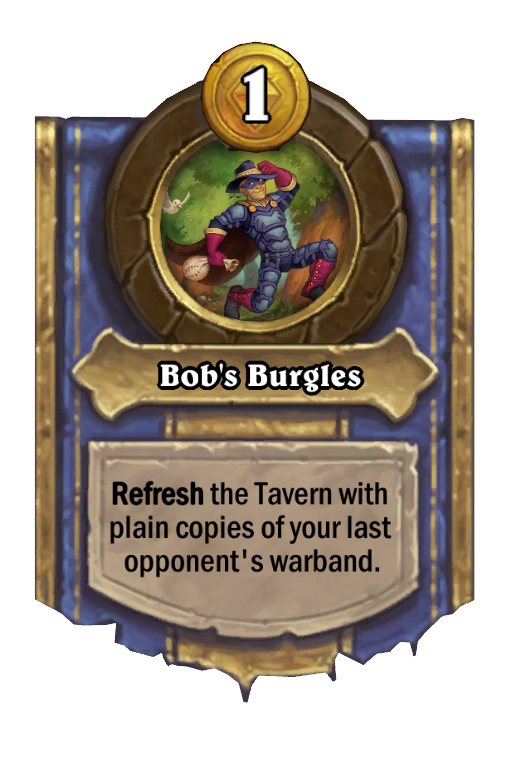 1
Bob's Burgles
Refresh the Tavern with
plain copies of your last
opponent's warband.